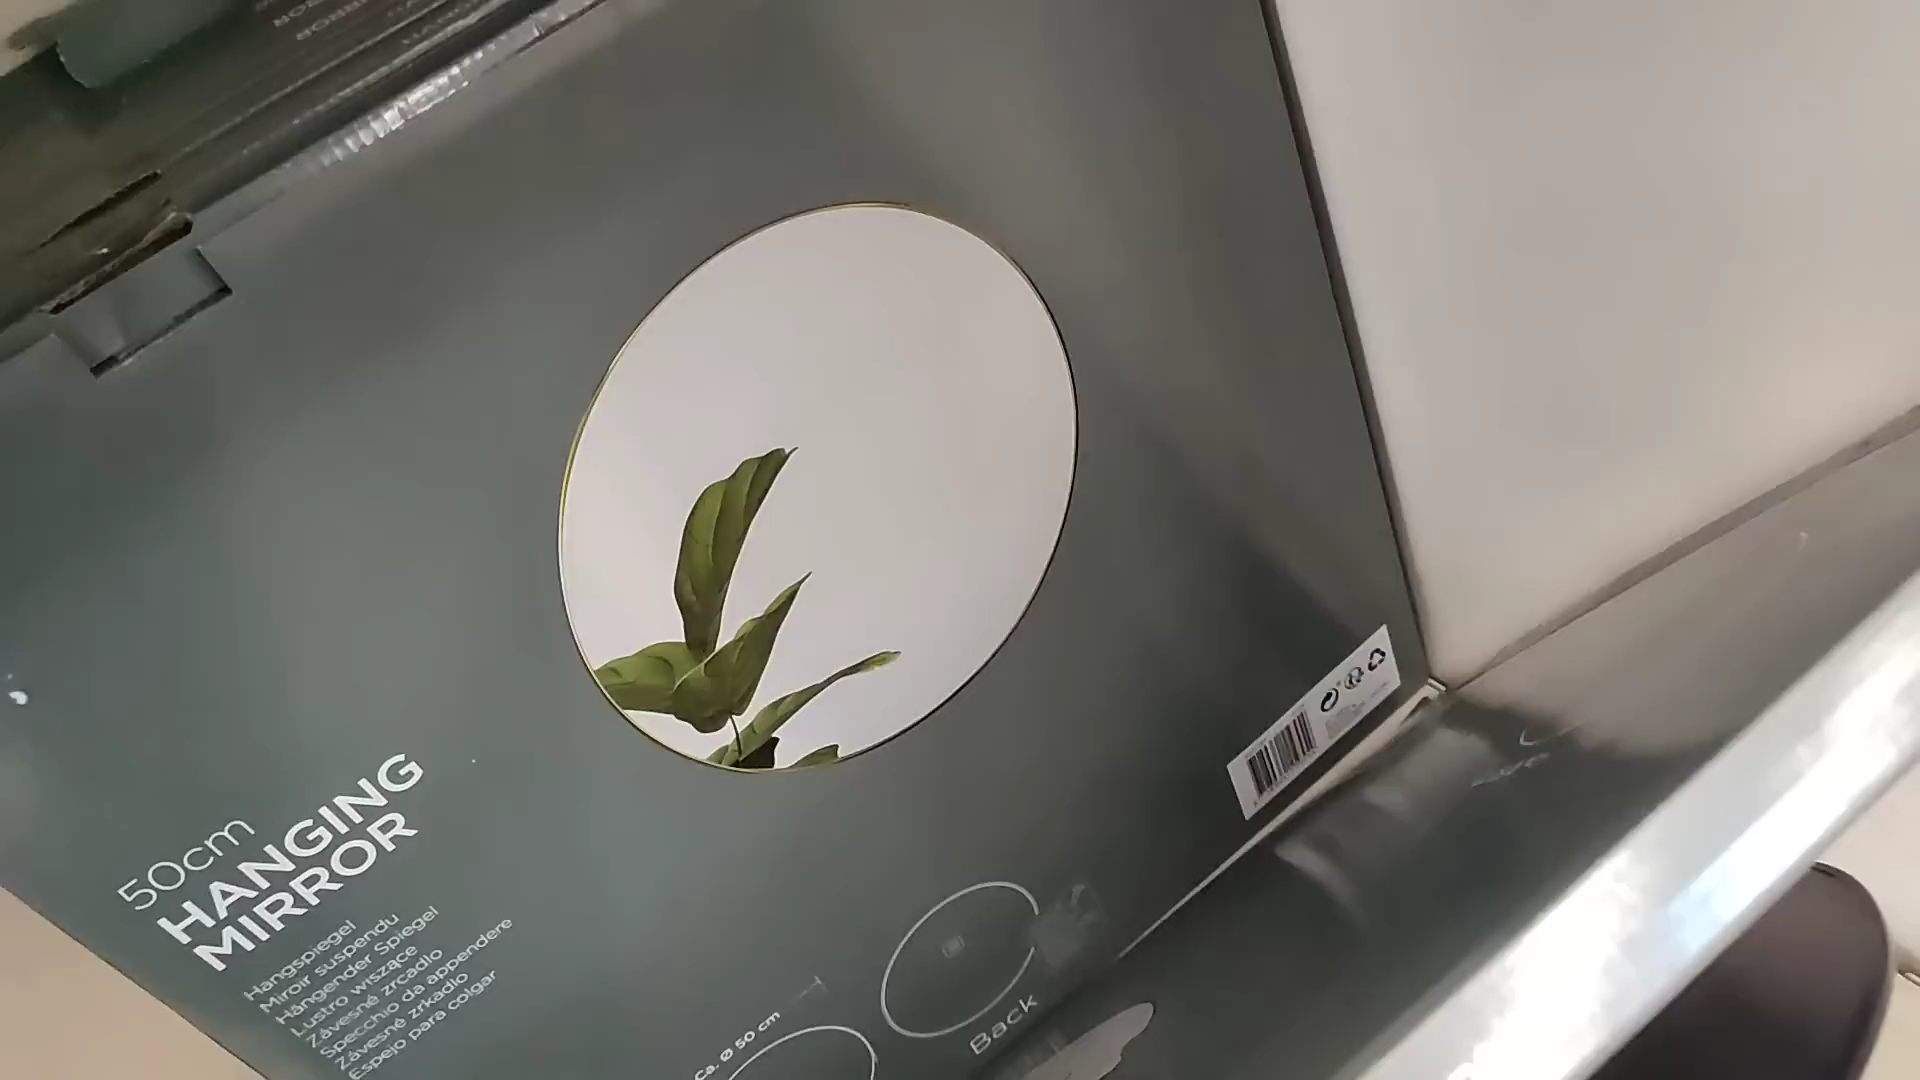 50cm
HANGING
MIRROR
Hangspiegel
Miroir suspendu
Hängender Spiegel
Lustro wiszące
Závesné zrcadlo
Specchio da appendere
Závesné zrkadlo
Espejo para colgar
Ca. Ø 50 cm
Back